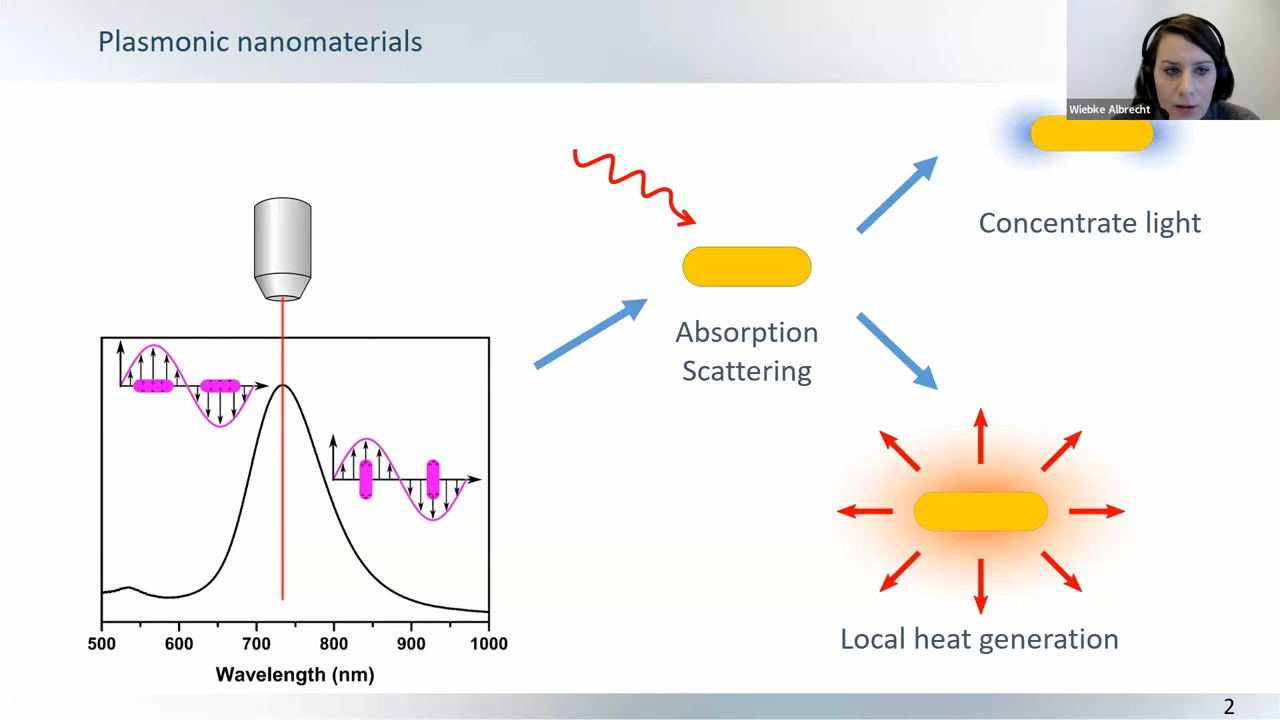 Plasmonic nanomaterials
Wiebke Albrecht
Concentrate light
Absorption
Scattering
500 600 700 800 900 1000
Wavelength (nm)
Local heat generation
2